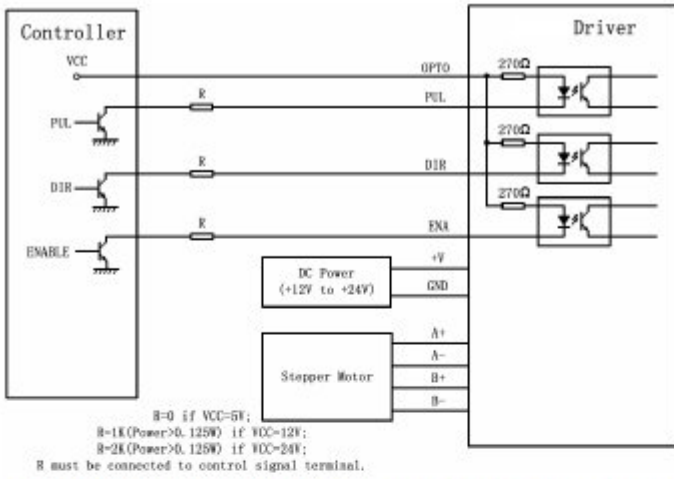 Controller
Driver
VCC
OPTO
270Ω
R
PUL
PUL
270Ω
R
DIR
DIR
270Ω
R
ENA
ENABLE
+V
DC Power
(+12V to +24V)
GND
A+
A-
Stepper Motor
B+
B-
R=0 if VCC=5V;
R=1K(Power>0.125W) if VCC=12V;
R=2K(Power>0.125W) if VCC=24V;
R must be connected to control signal terminal.